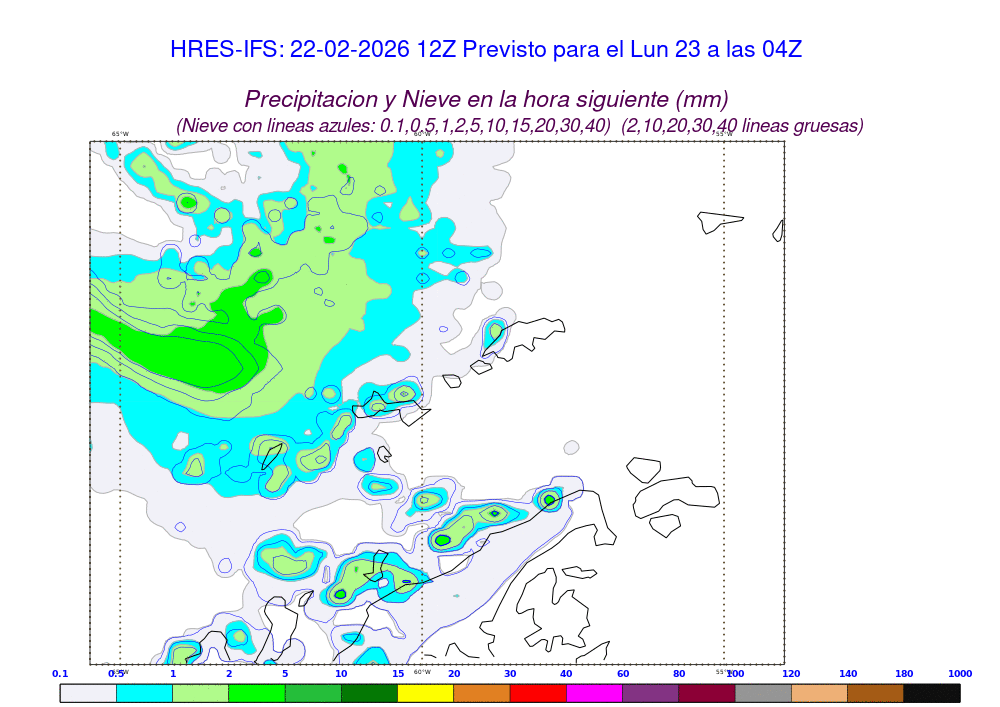 HRES-IFS: 22-02-2026 12Z Previsto para el Lun 23 a las 04Z
Precipitacion y Nieve en la hora siguiente (mm)
(Nieve con lineas azules: 0.1,0.5,1,2,5,10,15,20,30,40) (2,10,20,30,40 lineas gruesas)
65°W 60°W 55°W
0.1 0.5 1 2 5 10 15 20 30 40 60 80 100 120 140 180 1000
65°W 60°W 55°W